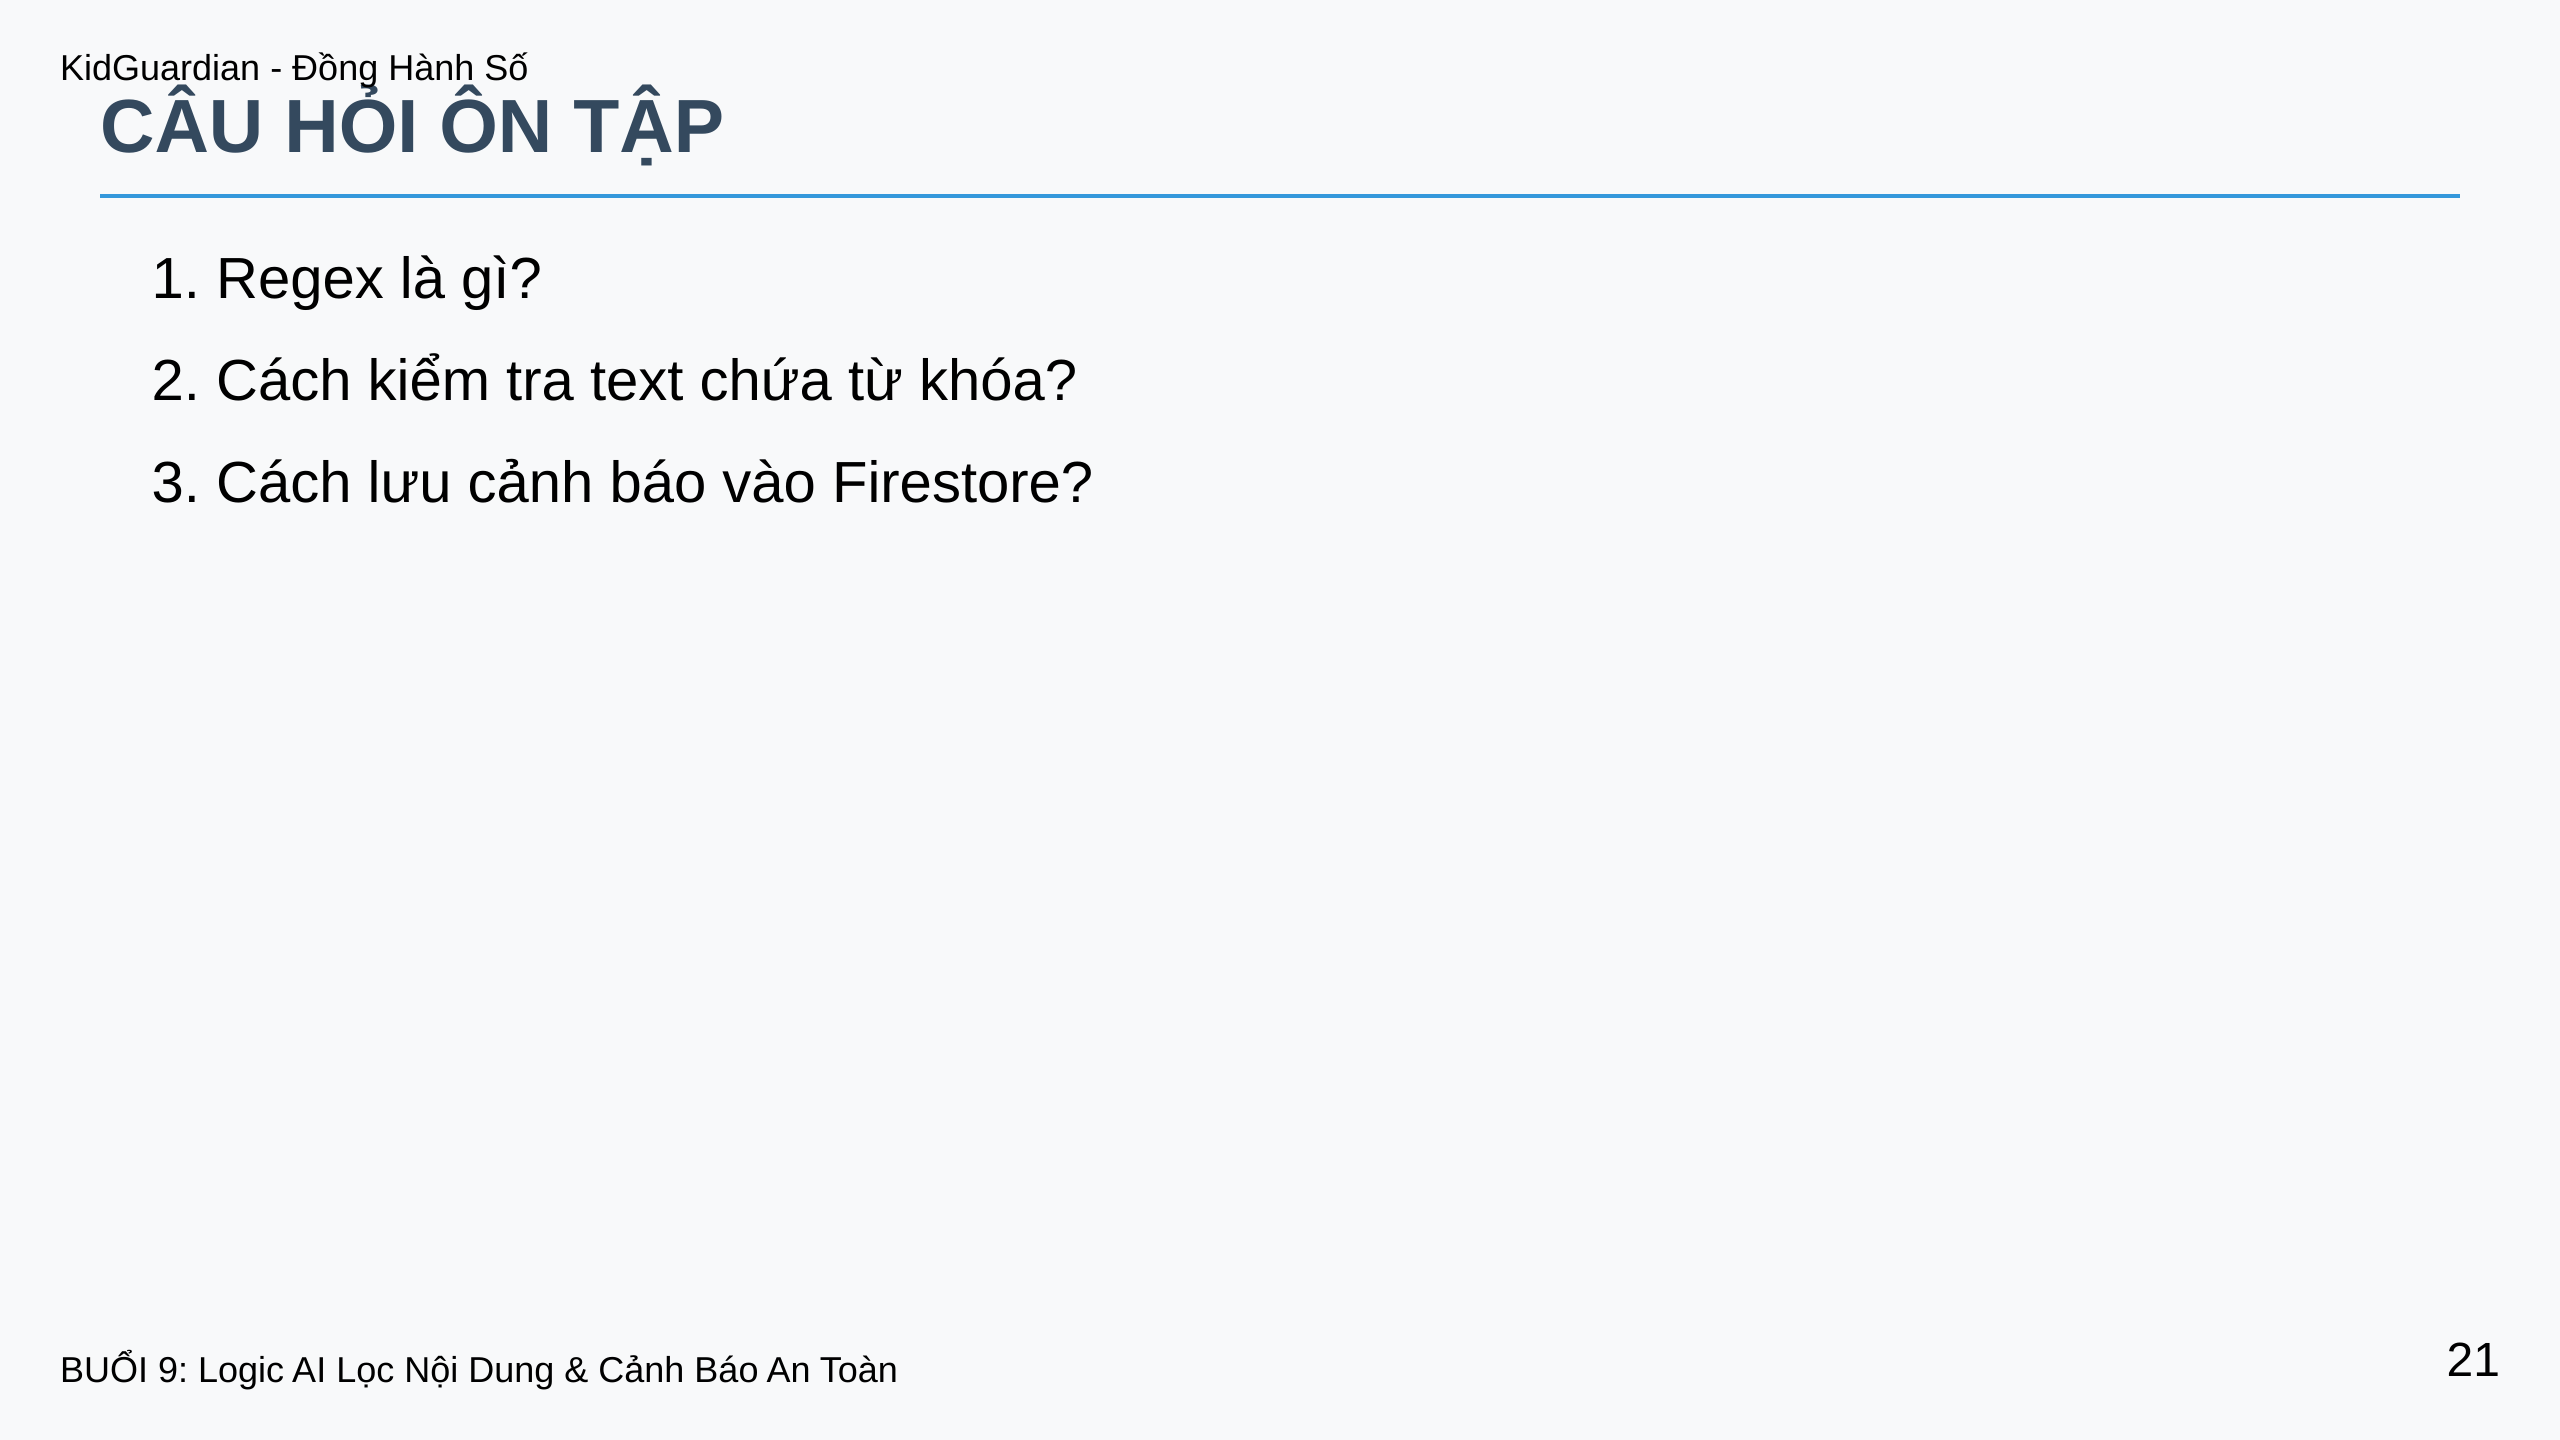 KidGuardian - Đồng Hành Số
CÂU HỎI ÔN TẬP
1. Regex là gì?
2. Cách kiểm tra text chứa từ khóa?
3. Cách lưu cảnh báo vào Firestore?
BUỔI 9: Logic AI Lọc Nội Dung & Cảnh Báo An Toàn
21